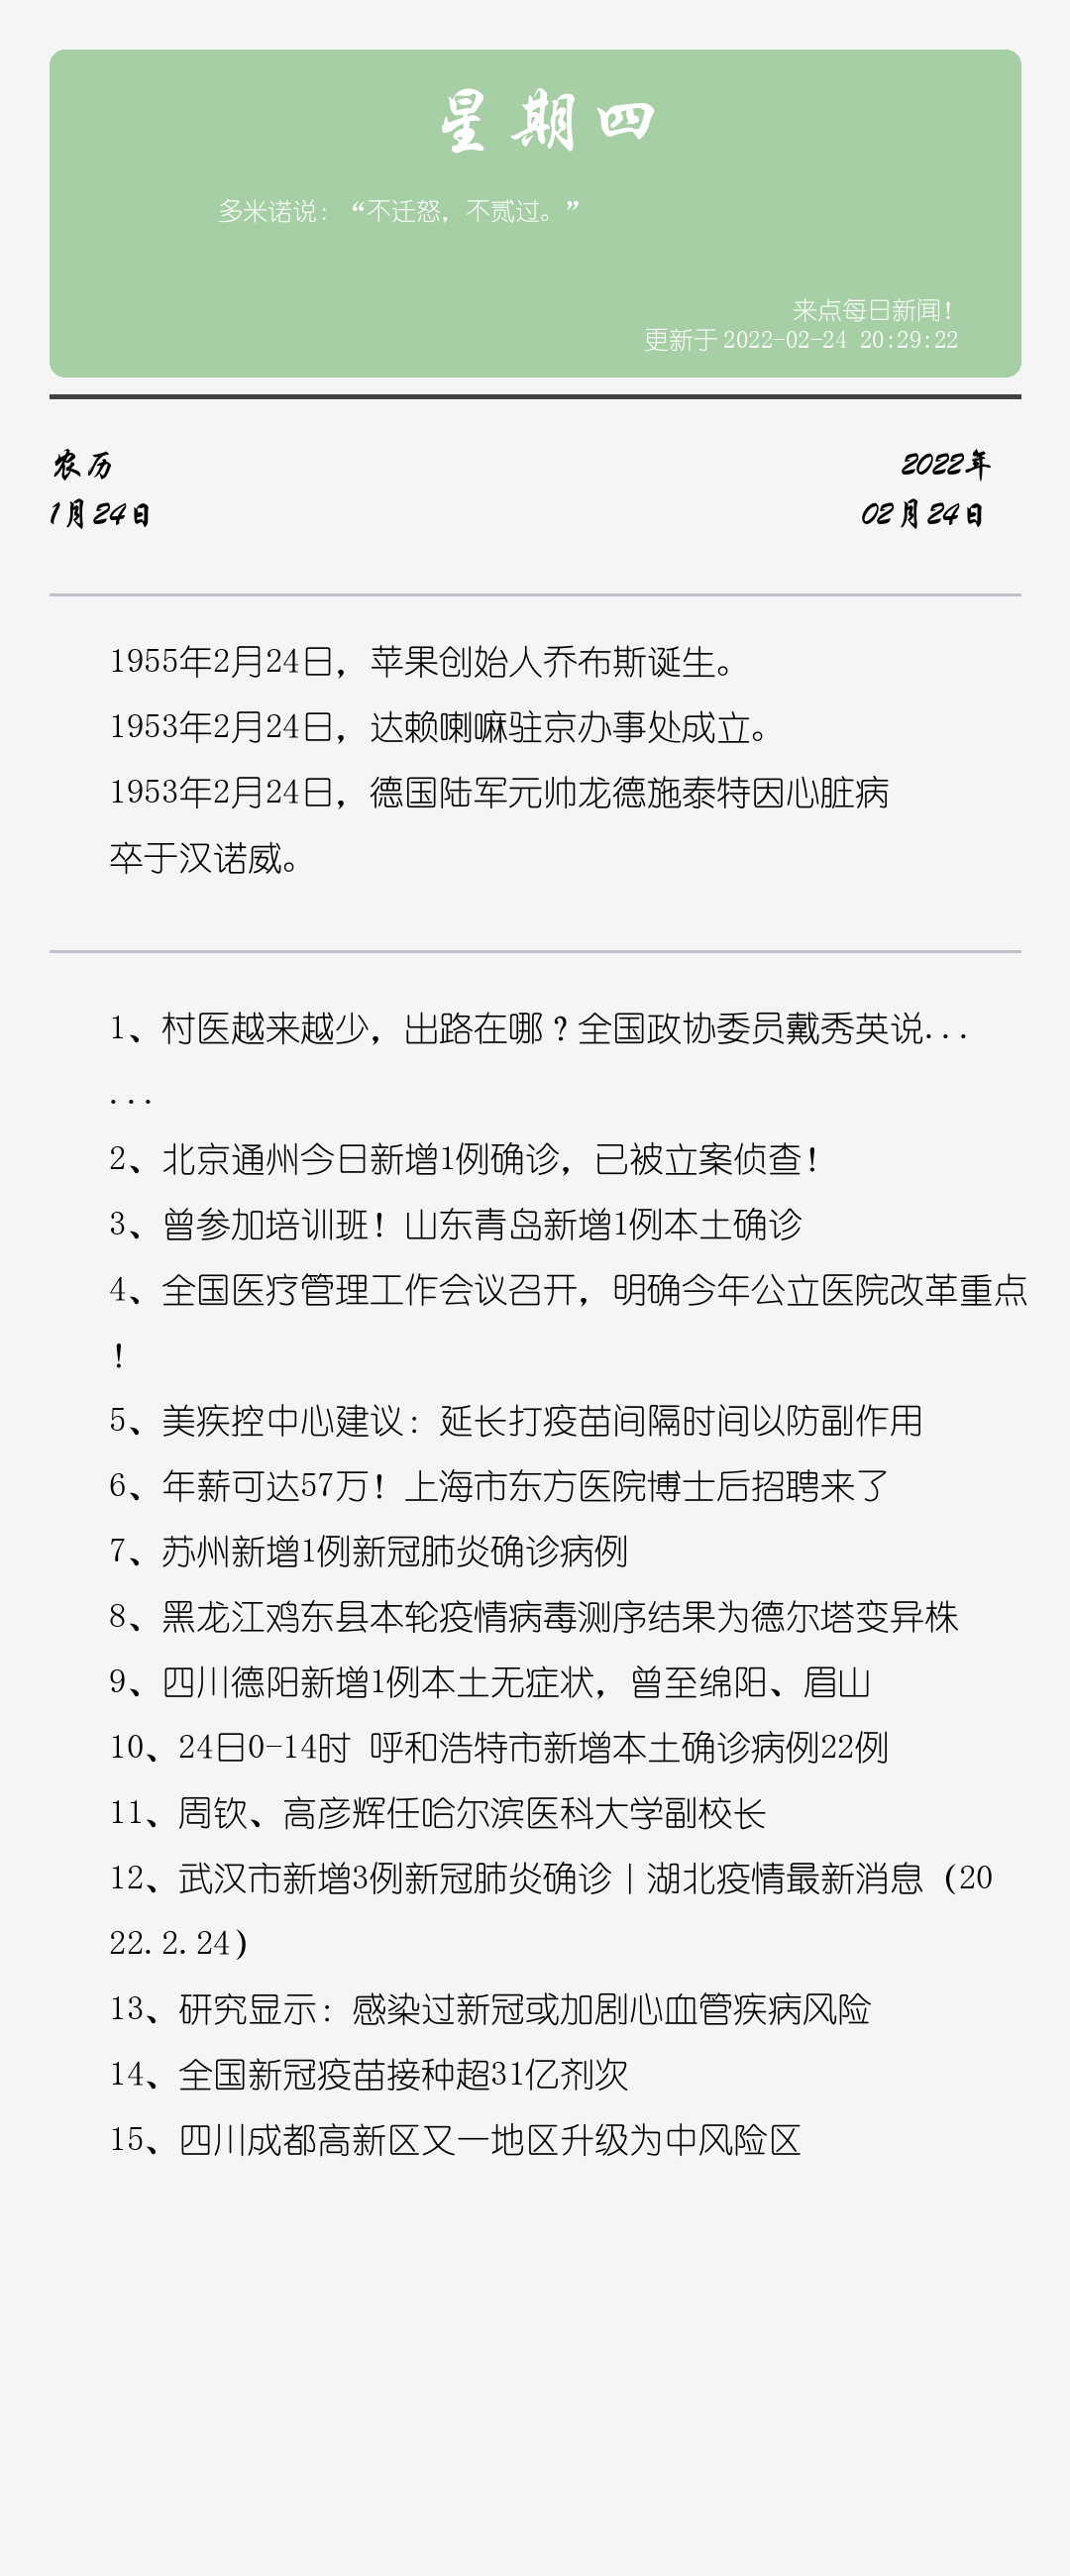 星期四
多米诺说：“不迁怒，不贰过。”
来点每日新闻！
更新于 2022-02-24 20:29:22
农历
2022年
1月24日
02月24日
1955年2月24日，苹果创始人乔布斯诞生。
1953年2月24日，达赖喇嘛驻京办事处成立。
1953年2月24日，德国陆军元帅龙德施泰特因心脏病
卒于汉诺威。
1、村医越来越少，出路在哪？全国政协委员戴秀英说...
...
2、北京通州今日新增1例确诊，已被立案侦查！
3、曾参加培训班！山东青岛新增1例本土确诊
4、全国医疗管理工作会议召开，明确今年公立医院改革重点
！
5、美疾控中心建议：延长打疫苗间隔时间以防副作用
6、年薪可达57万！上海市东方医院博士后招聘来了
7、苏州新增1例新冠肺炎确诊病例
8、黑龙江鸡东县本轮疫情病毒测序结果为德尔塔变异株
9、四川德阳新增1例本土无症状，曾至绵阳、眉山
10、24日0-14时 呼和浩特市新增本土确诊病例22例
11、周钦、高彦辉任哈尔滨医科大学副校长
12、武汉市新增3例新冠肺炎确诊｜湖北疫情最新消息（20
22.2.24）
13、研究显示：感染过新冠或加剧心血管疾病风险
14、全国新冠疫苗接种超31亿剂次
15、四川成都高新区又一地区升级为中风险区